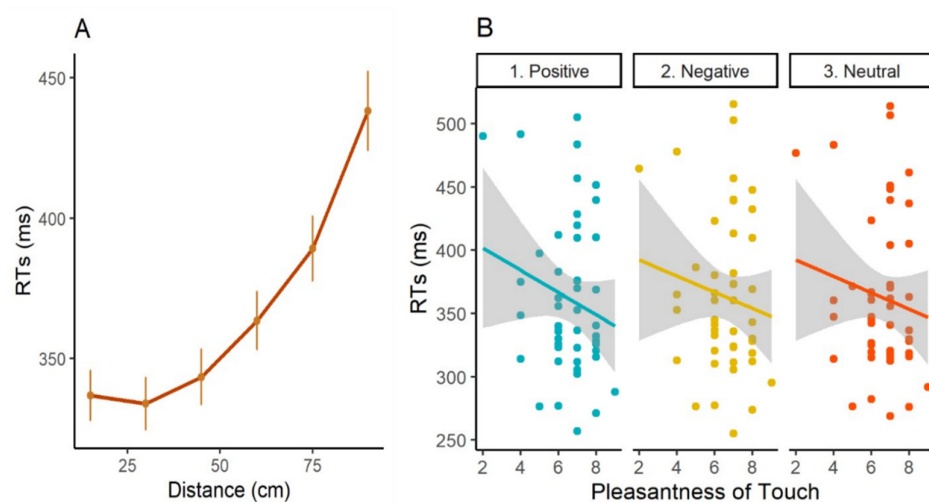 A
450
400
350
RTs (ms)
25 50 75
Distance (cm)
B
1. Positive 2. Negative 3. Neutral
500
450
400
350
300
250
RTs (ms)
2 4 6 8 2 4 6 8 2 4 6 8
Pleasantness of Touch